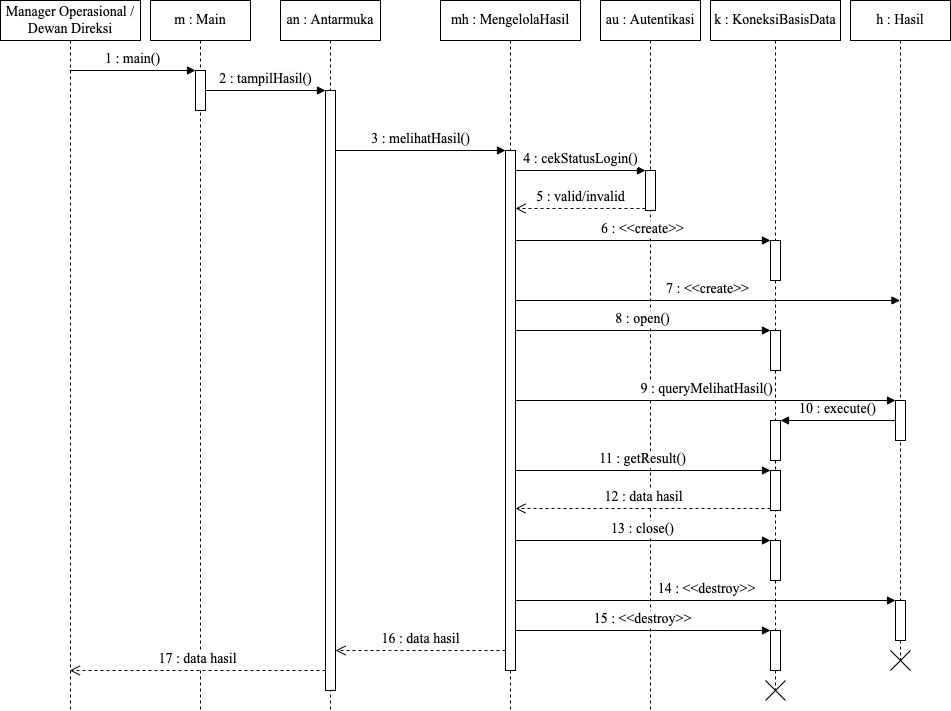 Manager Operasional /
Dewan Direksi
m : Main
an : Antarmuka
mh : MengelolaHasil
au : Autentikasi
k : KoneksiBasisData
h : Hasil
1 : main()
2 : tampilHasil()
3 : melihatHasil()
4 : cekStatusLogin()
5 : valid/invalid
6 : <<create>>
7 : <<create>>
8 : open()
9 : queryMelihatHasil()
10 : execute()
11 : getResult()
12 : data hasil
13 : close()
14 : <<destroy>>
15 : <<destroy>>
16 : data hasil
17 : data hasil